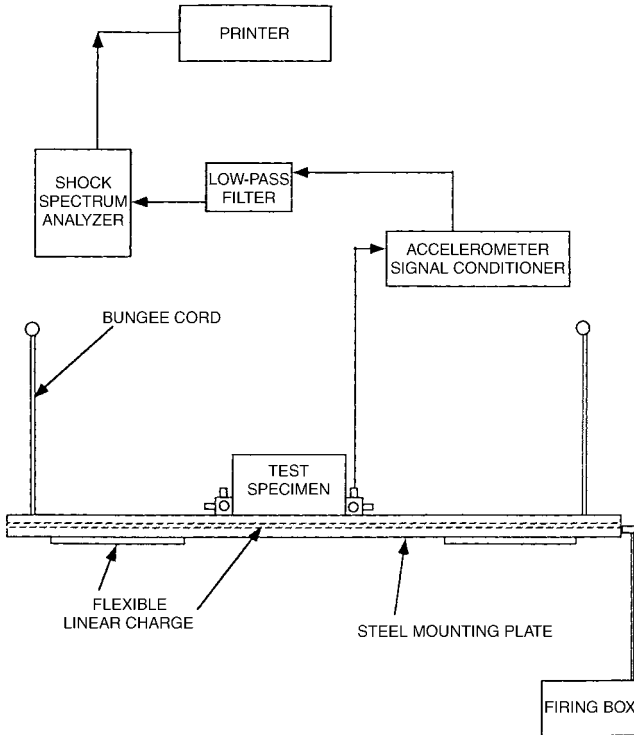 PRINTER
SHOCK
SPECTRUM
ANALYZER
LOW-PASS
FILTER
ACCELEROMETER
SIGNAL CONDITIONER
BUNGEE CORD
TEST
SPECIMEN
FLEXIBLE
LINEAR CHARGE
STEEL MOUNTING PLATE
FIRING BOX